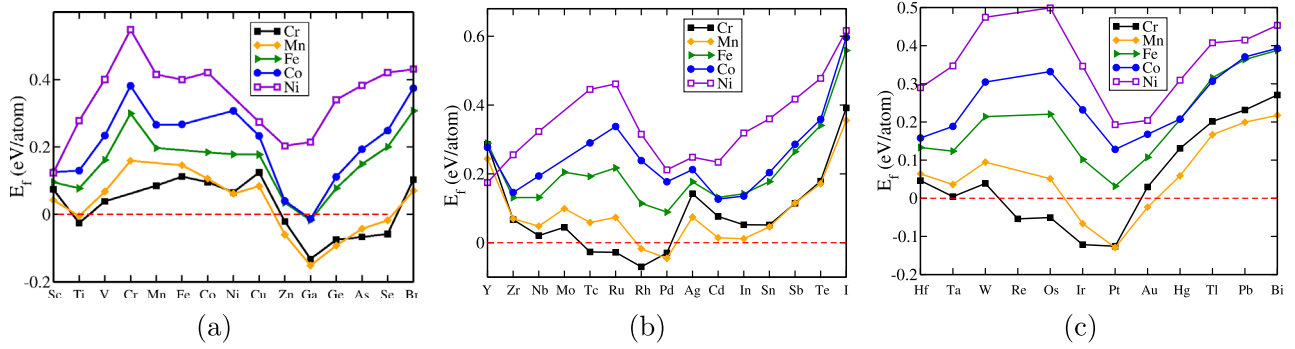 E_f (eV/atom)
0.4
0.2
0
-0.2
Cr
Mn
Fe
Co
Ni
Sc Ti V Cr Mn Fe Co Ni Cu Zn Ga Ge As Se Br
(a)
E_f (eV/atom)
0.6
0.4
0.2
0
Cr
Mn
Fe
Co
Ni
Y Zr Nb Mo Tc Ru Rh Pd Ag Cd In Sn Sb Te I
(b)
E_f (eV/atom)
0.5
0.4
0.3
0.2
0.1
0
-0.1
-0.2
Cr
Mn
Fe
Co
Ni
Hf Ta W Re Os Ir Pt Au Hg Tl Pb Bi
(c)